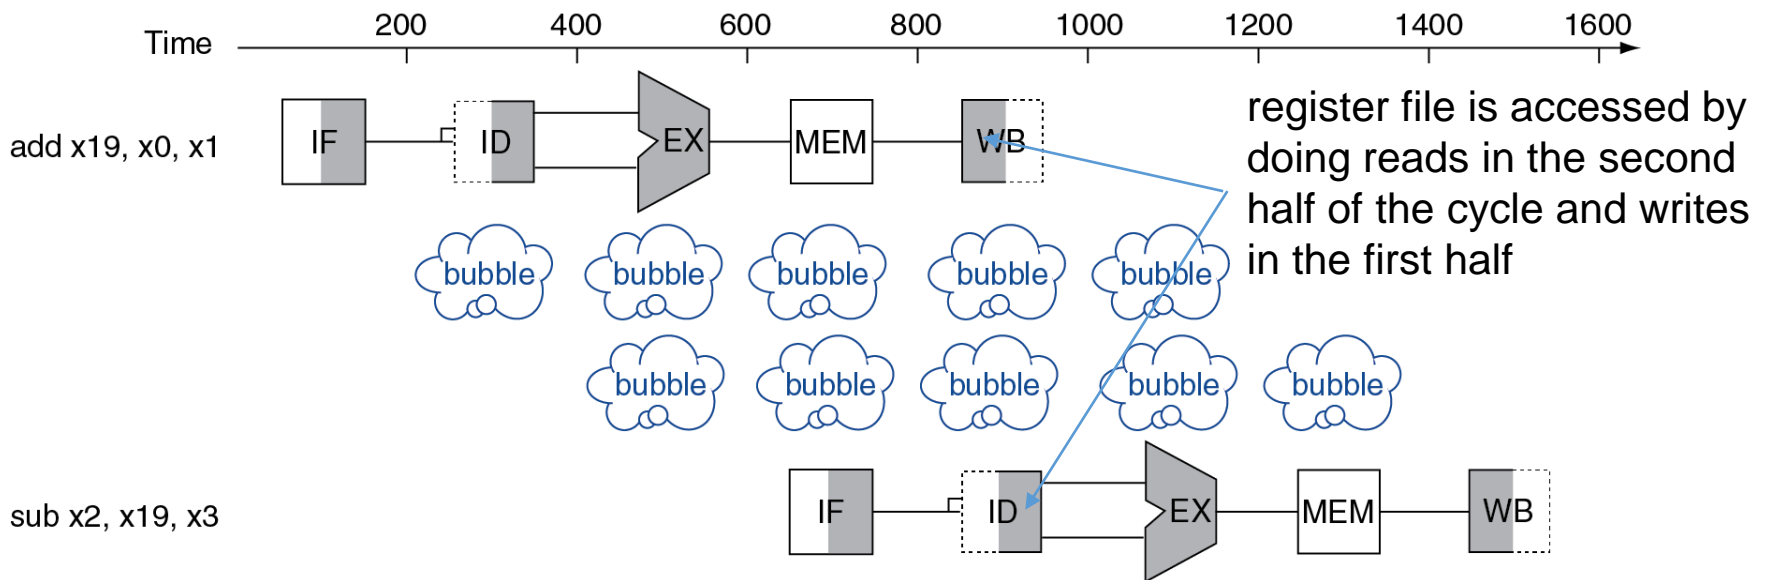 200 400 600 800 1000 1200 1400 1600
Time
add x19, x0, x1
IF ID EX MEM WB
register file is accessed by
doing reads in the second
half of the cycle and writes
in the first half
bubble bubble bubble bubble bubble
bubble bubble bubble bubble bubble
sub x2, x19, x3
IF ID EX MEM WB